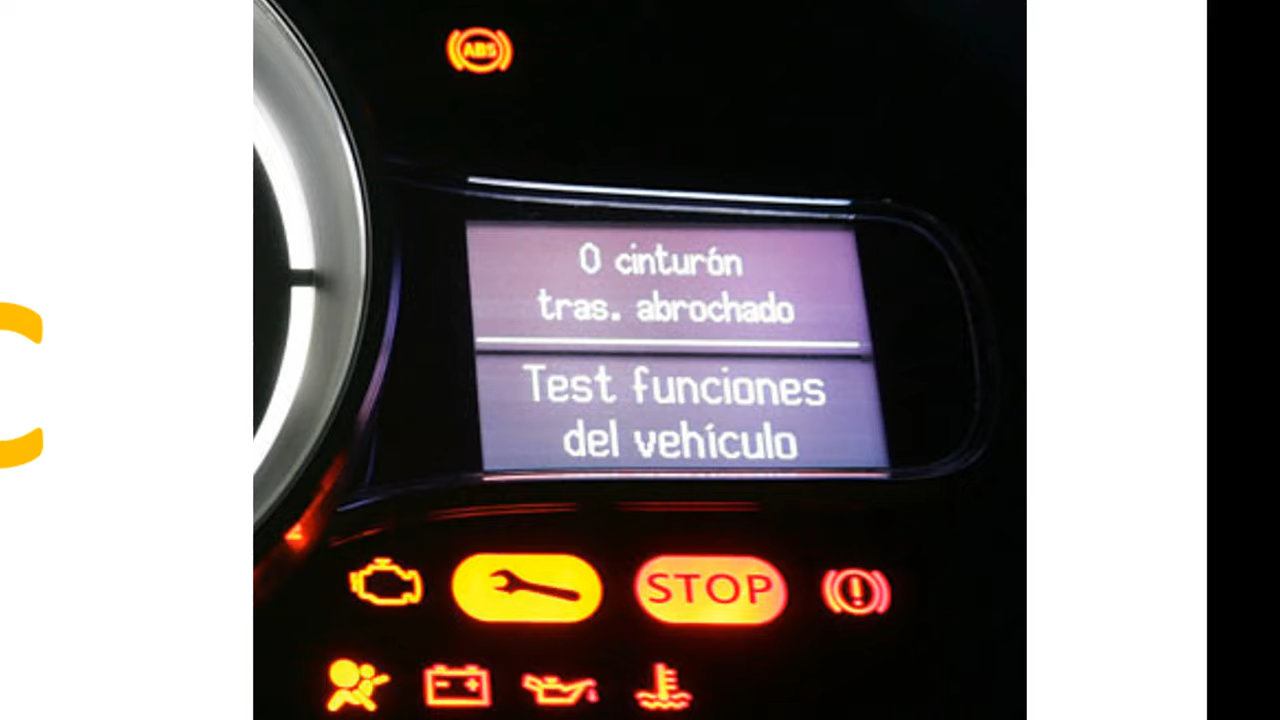 ABS
0 cinturón
tras. abrochado
Test funciones
del vehículo
STOP